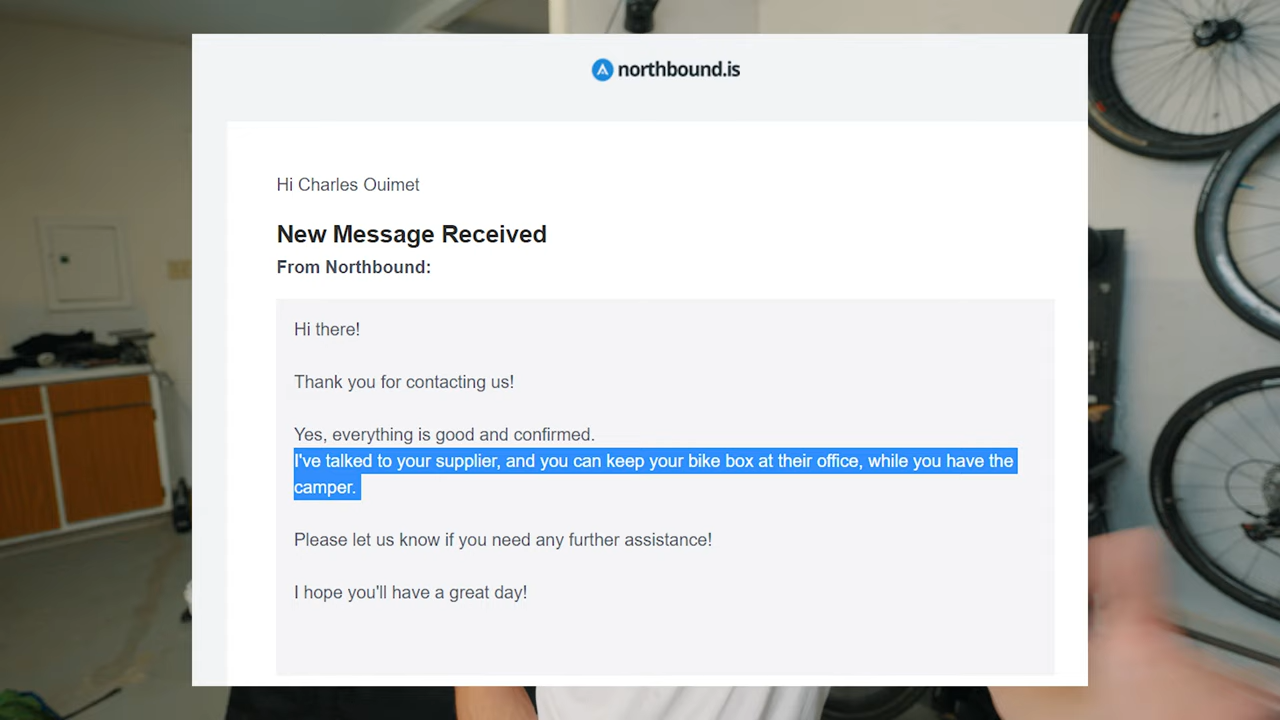 northbound.is
Hi Charles Ouimet
New Message Received
From Northbound:
Hi there!
Thank you for contacting us!
Yes, everything is good and confirmed.
I've talked to your supplier, and you can keep your bike box at their office, while you have the
camper.
Please let us know if you need any further assistance!
I hope you'll have a great day!